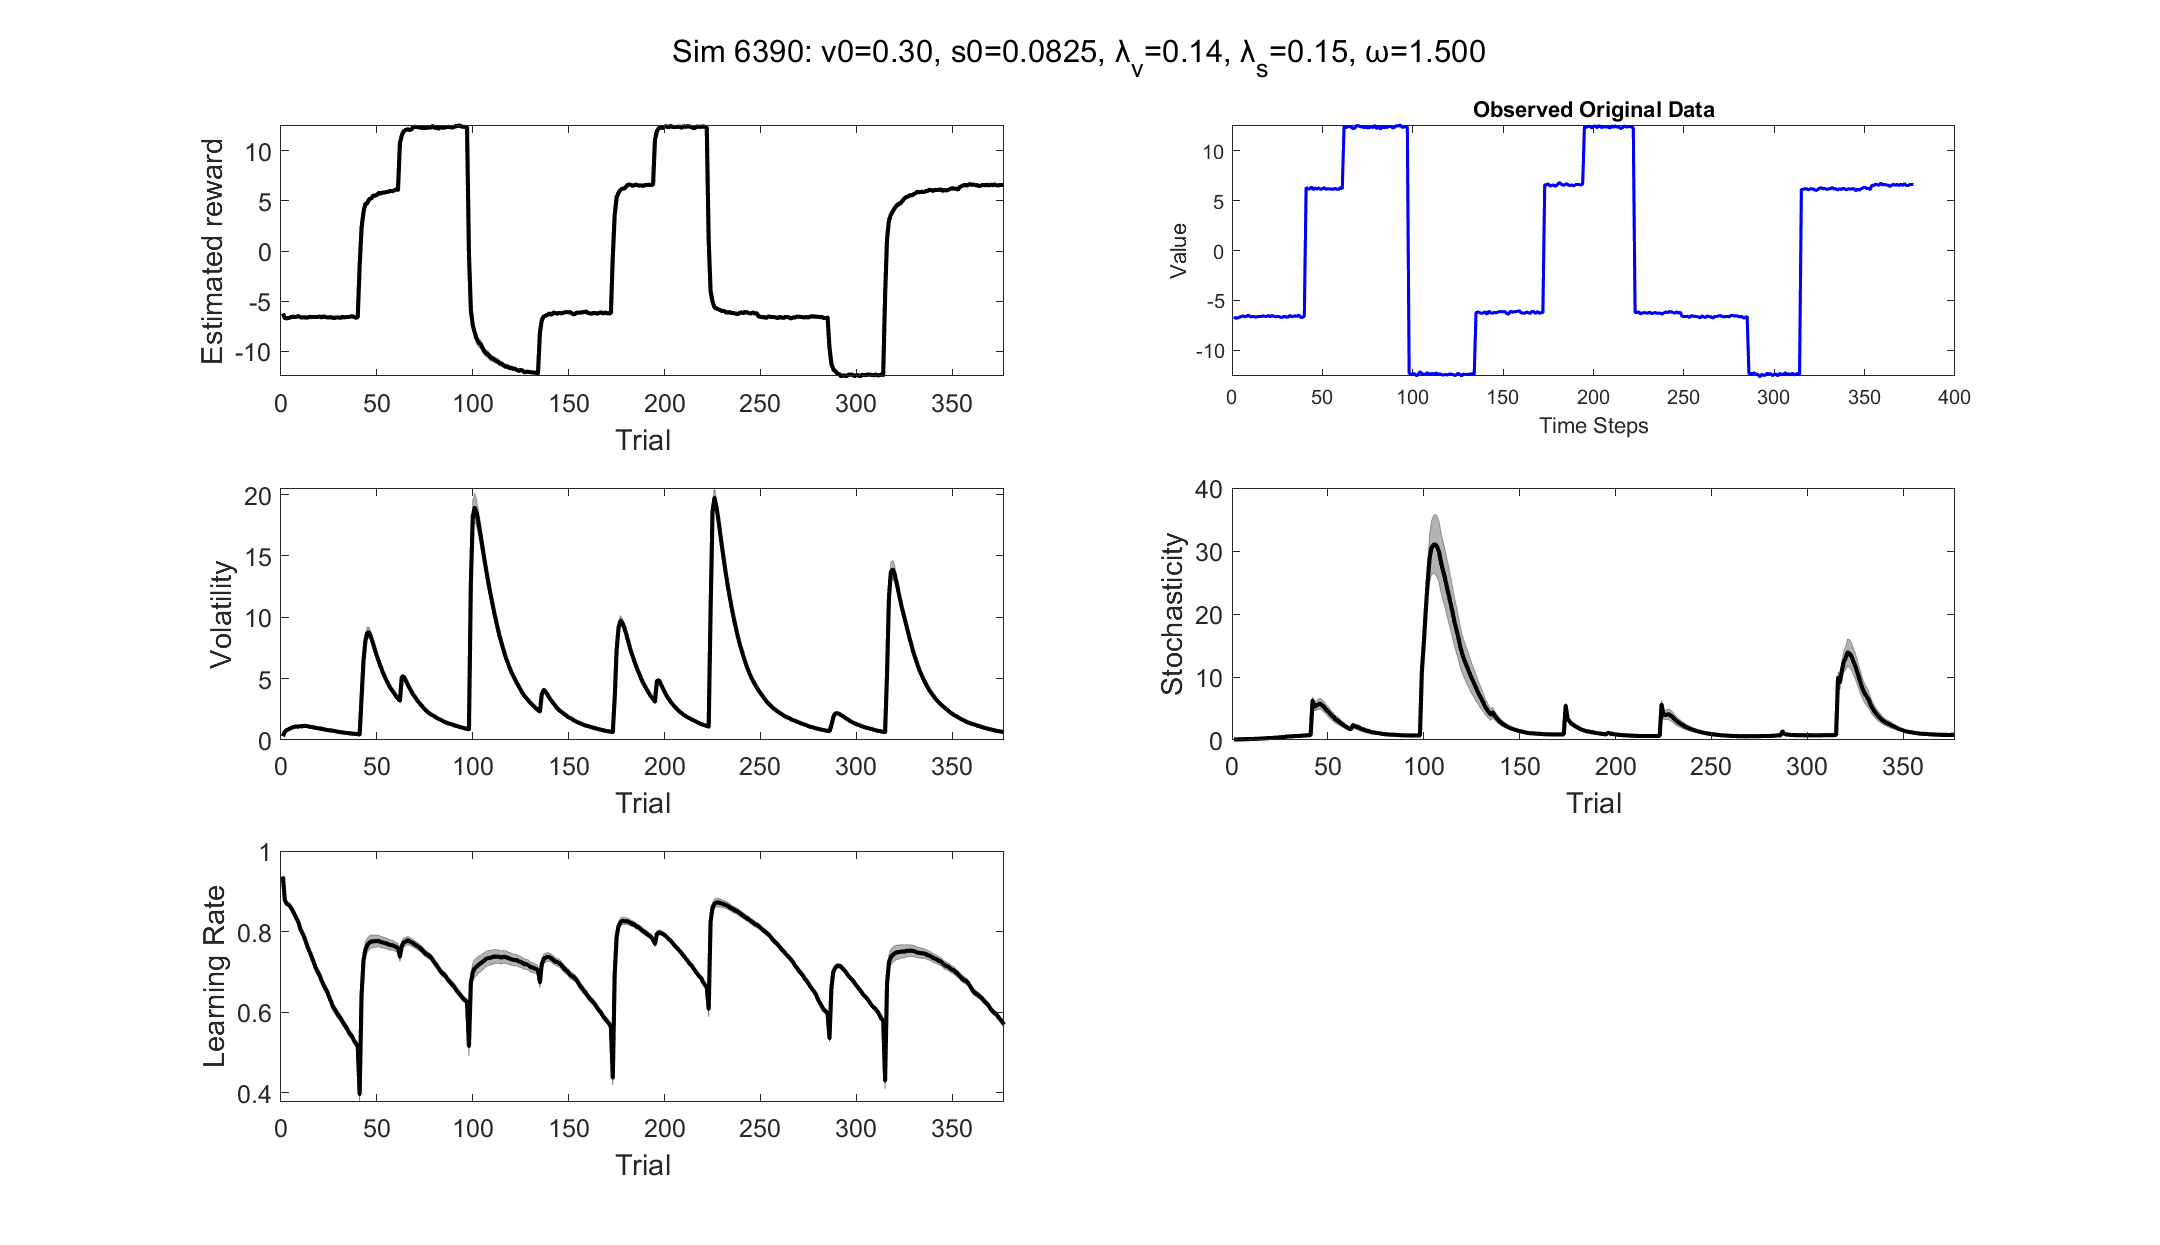 Sim 6390: v0=0.30, s0=0.0825, λv=0.14, λs=0.15, ω=1.500
Estimated reward
10
5
0
-5
-10
0 50 100 150 200 250 300 350
Trial
Observed Original Data
Value
10
5
0
-5
-10
0 50 100 150 200 250 300 350 400
Time Steps
Volatility
20
15
10
5
0
0 50 100 150 200 250 300 350
Trial
Stochasticity
40
30
20
10
0
0 50 100 150 200 250 300 350
Trial
Learning Rate
1
0.8
0.6
0.4
0 50 100 150 200 250 300 350
Trial